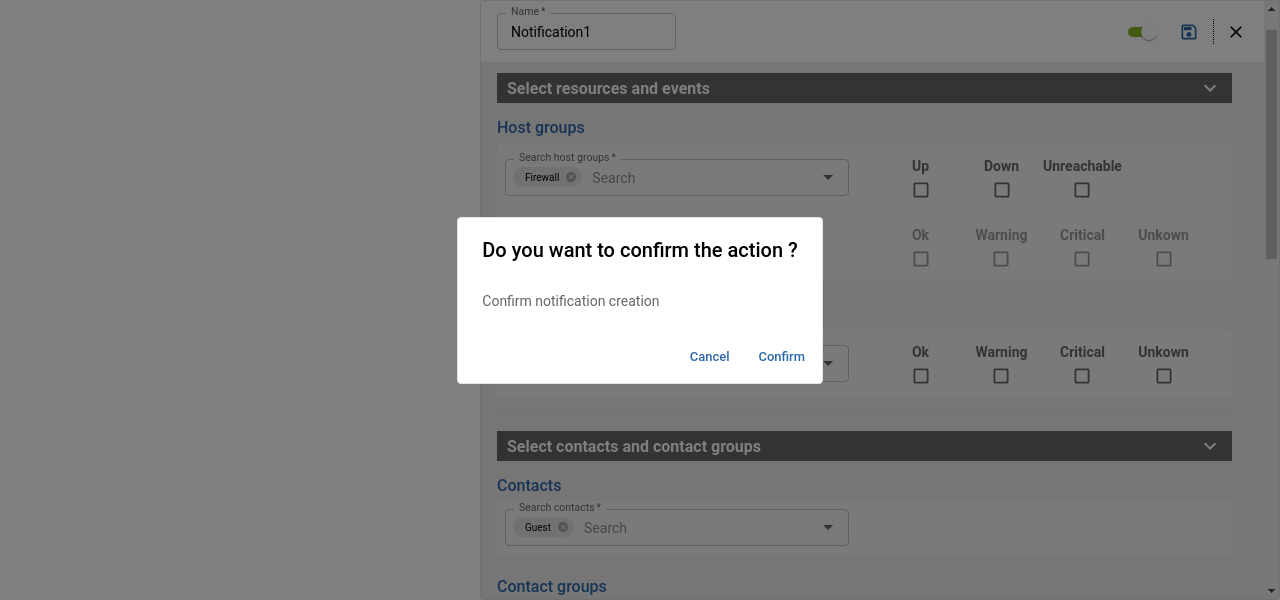 Name *
Notification1
Select resources and events
Host groups
Search host groups *
Firewall Search
Up Down Unreachable
Ok Warning Critical Unkown
Do you want to confirm the action ?
Confirm notification creation
Cancel Confirm
Ok Warning Critical Unkown
Select contacts and contact groups
Contacts
Search contacts *
Guest Search
Contact groups